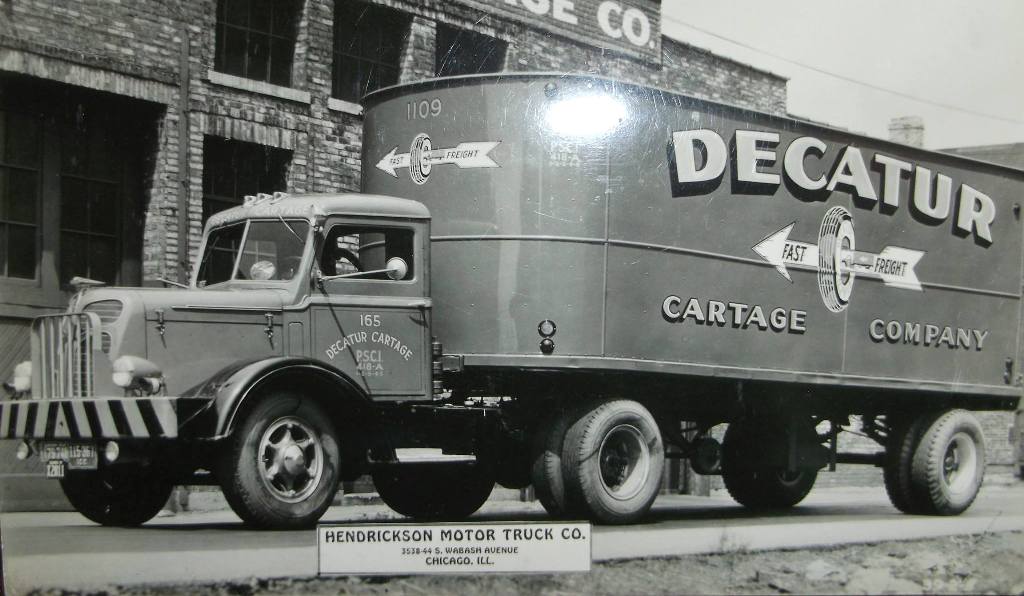 CO.
1109
FAST FREIGHT
DECATUR
FAST FREIGHT
CARTAGE COMPANY
165
DECATUR CARTAGE
P.S.C.I.
418-A
HENDRICKSON MOTOR TRUCK CO.
3538-44 S. WABASH AVENUE
CHICAGO, ILL.